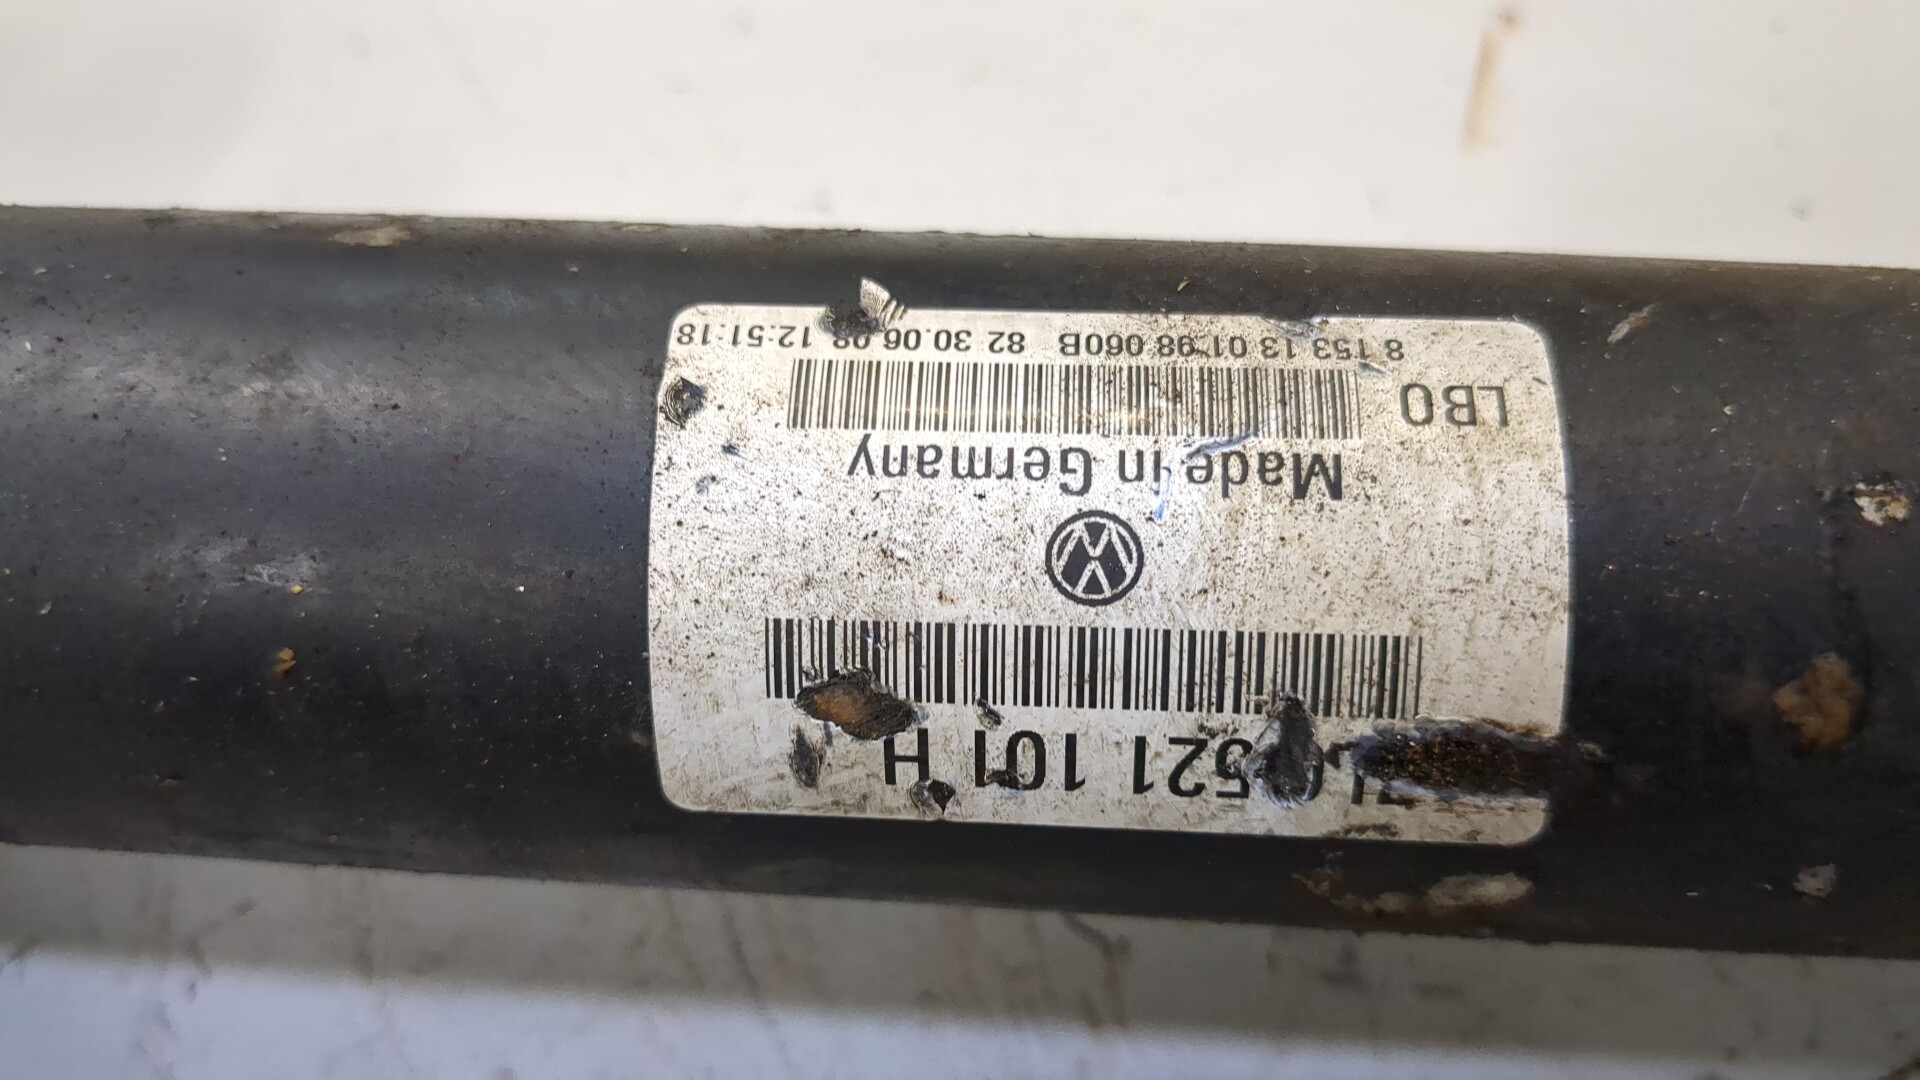 521 101 H
Made in Germany
LB0
8 153 13 01 98 060B 82 30.06.08 12:51:18